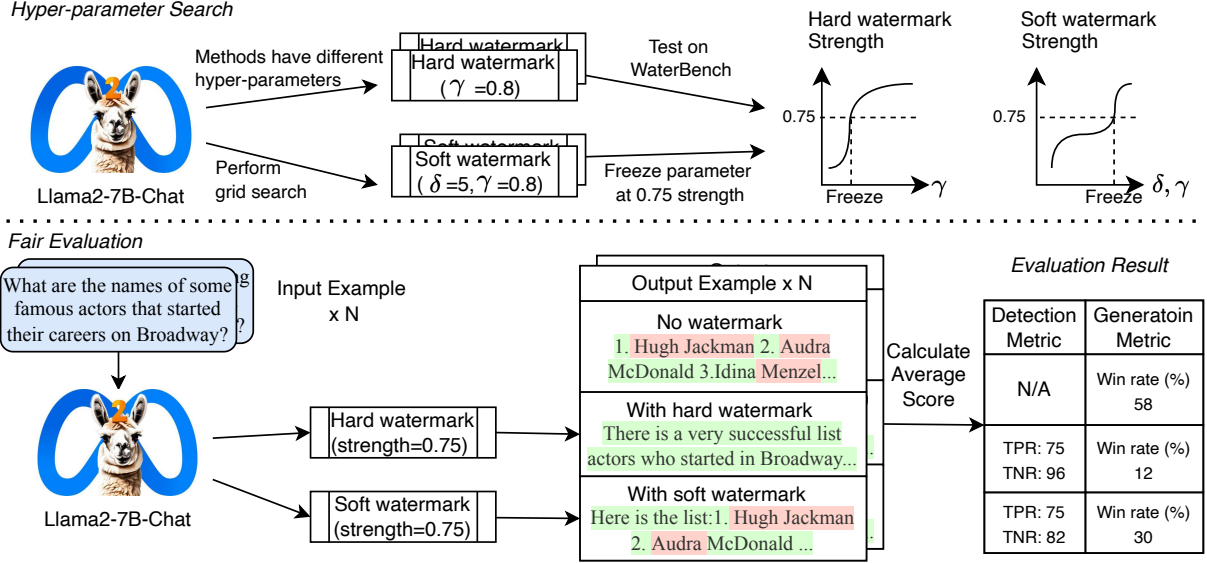 Hyper-parameter Search
Methods have different
hyper-parameters
Perform
grid search
2
Llama2-7B-Chat
Hard watermark
Hard watermark
(γ =0.8)
Soft watermark
Soft watermark
(δ =5, γ =0.8)
Test on
WaterBench
Freeze parameter
at 0.75 strength
Hard watermark
Strength
0.75
Freeze
γ
Soft watermark
Strength
0.75
Freeze
δ, γ
Fair Evaluation
What are the names of some
famous actors that started
their careers on Broadway?
ng
?
Input Example
x N
2
Llama2-7B-Chat
Hard watermark
(strength=0.75)
Soft watermark
(strength=0.75)
Output Example x N
No watermark
1. Hugh Jackman 2. Audra
McDonald 3.Idina Menzel...
With hard watermark
There is a very successful list
actors who started in Broadway...
With soft watermark
Here is the list:1. Hugh Jackman
2. Audra McDonald ...
Calculate
Average
Score
Evaluation Result
Detection Metric
Generatoin Metric
N/A
Win rate (%)
58
TPR: 75
TNR: 96
Win rate (%)
12
TPR: 75
TNR: 82
Win rate (%)
30